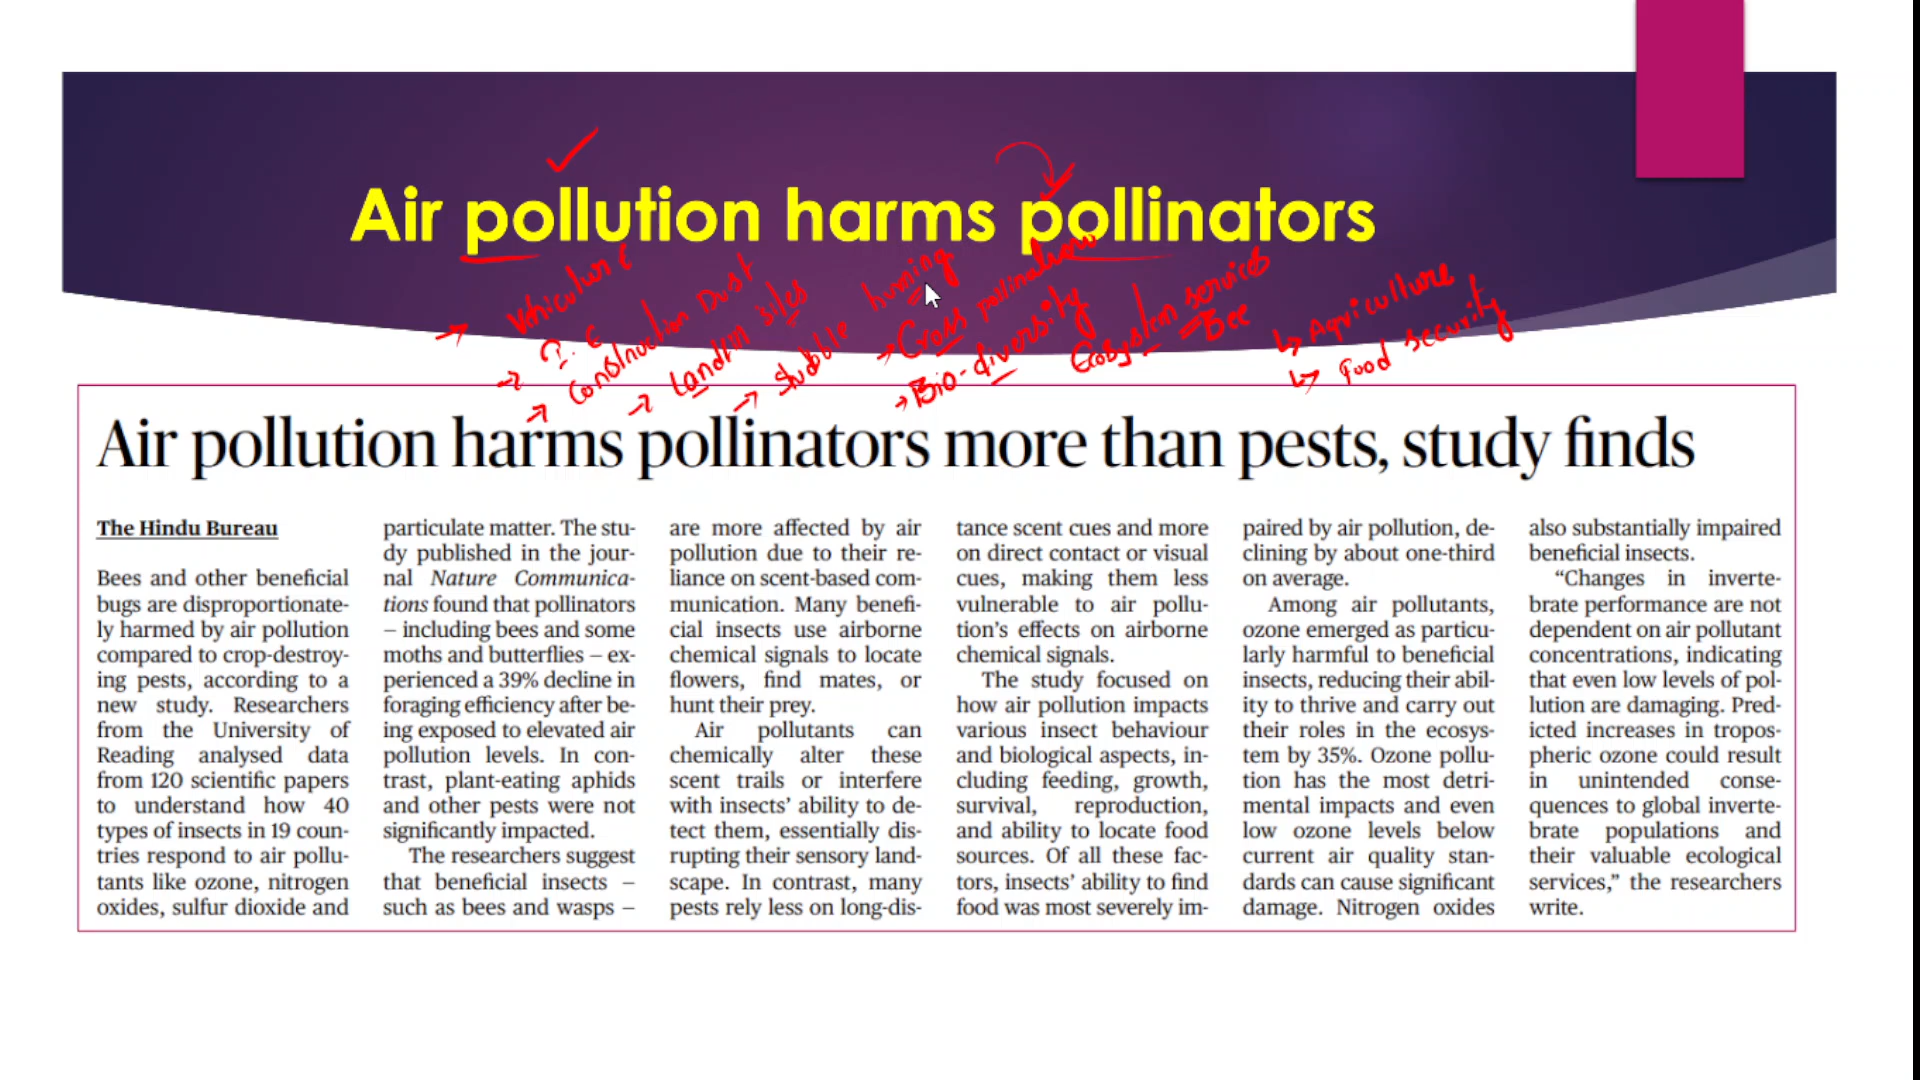 Air pollution harms pollinators
→ Vehicular E
→ I. E
→ Construction Dust
→ Landfill sites
→ Stubble burning
→ Cross pollination
→ Bio-diversity
Ecosystem services
Bee
↳ Agriculture
↳ Food security
Air pollution harms pollinators more than pests, study finds
The Hindu Bureau
Bees and other beneficial
bugs are disproportionate-
ly harmed by air pollution
compared to crop-destroy-
ing pests, according to a
new study. Researchers
from the University of
Reading analysed data
from 120 scientific papers
to understand how 40
types of insects in 19 coun-
tries respond to air pollu-
tants like ozone, nitrogen
oxides, sulfur dioxide and
particulate matter. The stu-
dy published in the jour-
nal Nature Communica-
tions found that pollinators
– including bees and some
moths and butterflies – ex-
perienced a 39% decline in
foraging efficiency after be-
ing exposed to elevated air
pollution levels. In con-
trast, plant-eating aphids
and other pests were not
significantly impacted.
The researchers suggest
that beneficial insects –
such as bees and wasps –
are more affected by air
pollution due to their re-
liance on scent-based com-
munication. Many benefi-
cial insects use airborne
chemical signals to locate
flowers, find mates, or
hunt their prey.
Air pollutants can
chemically alter these
scent trails or interfere
with insects’ ability to de-
tect them, essentially dis-
rupting their sensory land-
scape. In contrast, many
pests rely less on long-dis-
tance scent cues and more
on direct contact or visual
cues, making them less
vulnerable to air pollu-
tion’s effects on airborne
chemical signals.
The study focused on
how air pollution impacts
various insect behaviour
and biological aspects, in-
cluding feeding, growth,
survival, reproduction,
and ability to locate food
sources. Of all these fac-
tors, insects’ ability to find
food was most severely im-
paired by air pollution, de-
clining by about one-third
on average.
Among air pollutants,
ozone emerged as particu-
larly harmful to beneficial
insects, reducing their abil-
ity to thrive and carry out
their roles in the ecosys-
tem by 35%. Ozone pollu-
tion has the most detri-
mental impacts and even
low ozone levels below
current air quality stan-
dards can cause significant
damage. Nitrogen oxides
also substantially impaired
beneficial insects.
“Changes in inverte-
brate performance are not
dependent on air pollutant
concentrations, indicating
that even low levels of pol-
lution are damaging. Pred-
icted increases in tropos-
pheric ozone could result
in unintended conse-
quences to global inverte-
brate populations and
their valuable ecological
services,” the researchers
write.